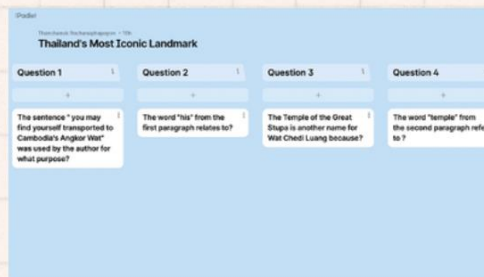 Padlet
Thailand's Most Iconic Landmark
Question 1
Question 2
Question 3
Question 4
The sentence " you may
find yourself transported to
Cambodia's Angkor Wat"
was used by the author for
what purpose?
The word "his" from the
first paragraph relates to?
The Temple of the Great
Stupa is another name for
Wat Chedi Luang because?
The word "temple" from
the second paragraph refe
to ?